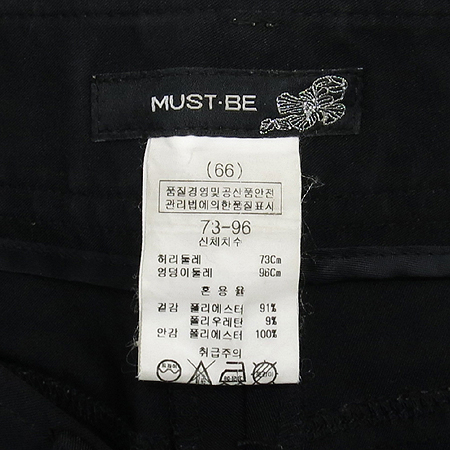 MUST·BE
(66)
품질경영및공산품안전
관리법에의한품질표시
73-96
신체치수
허리둘레 73Cm
엉덩이둘레 96Cm
혼용율
겉감 폴리에스터 91%
폴리우레탄 9%
안감 폴리에스터 100%
취급주의